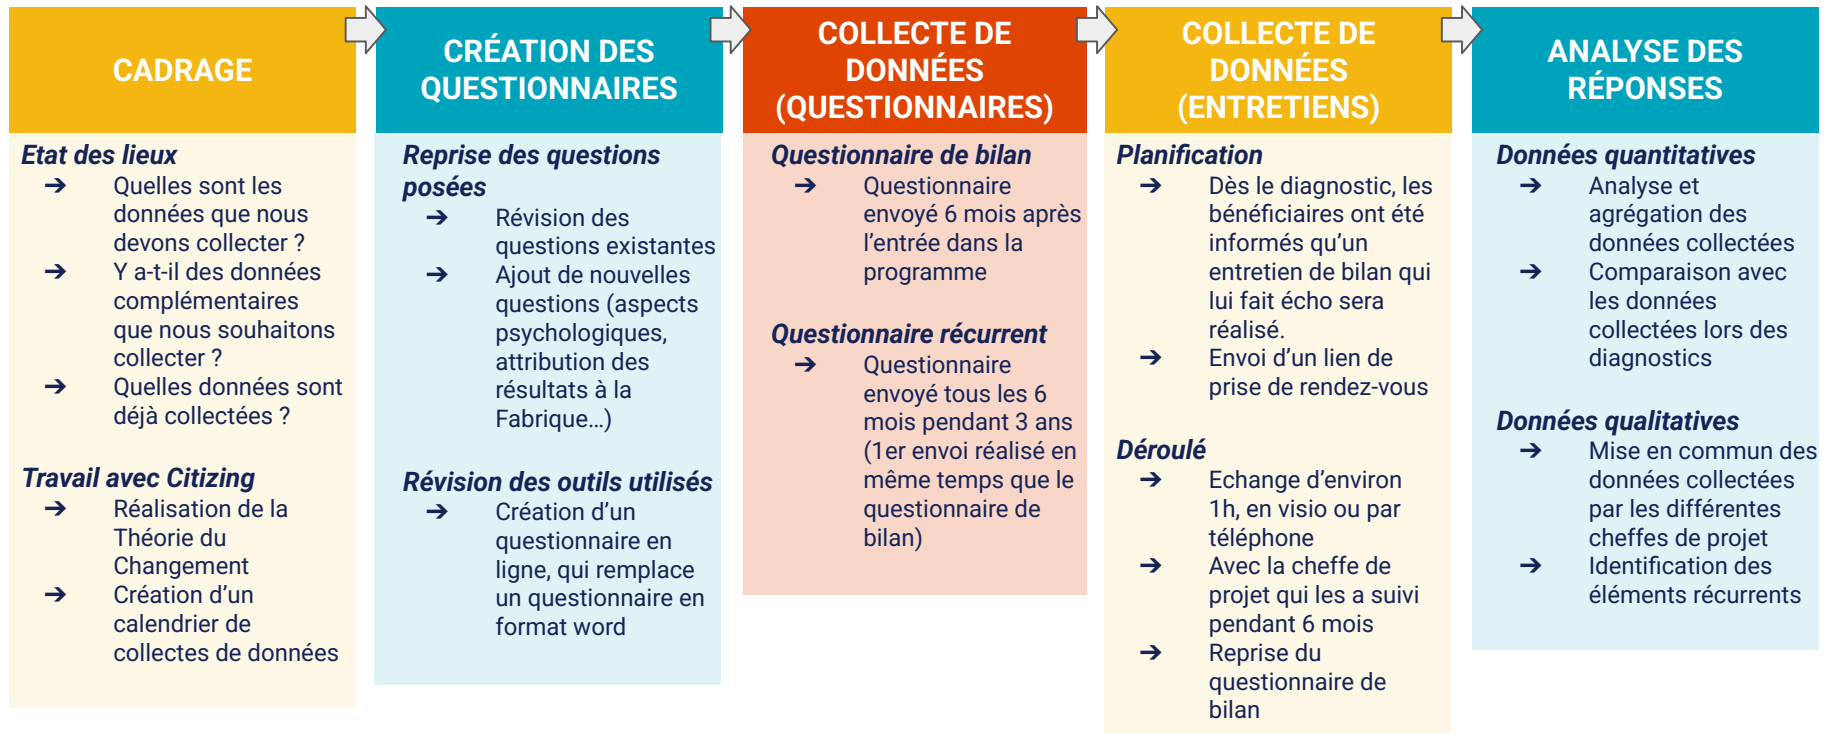 CADRAGE
Etat des lieux
➔ Quelles sont les
données que nous
devons collecter ?
➔ Y a-t-il des données
complémentaires
que nous souhaitons
collecter ?
➔ Quelles données sont
déjà collectées ?
Travail avec Citizing
➔ Réalisation de la
Théorie du
Changement
➔ Création d’un
calendrier de
collectes de données
CRÉATION DES
QUESTIONNAIRES
Reprise des questions
posées
➔ Révision des
questions existantes
➔ Ajout de nouvelles
questions (aspects
psychologiques,
attribution des
résultats à la
Fabrique…)
Révision des outils utilisés
➔ Création d’un
questionnaire en
ligne, qui remplace
un questionnaire en
format word
COLLECTE DE
DONNÉES
(QUESTIONNAIRES)
Questionnaire de bilan
➔ Questionnaire
envoyé 6 mois après
l’entrée dans la
programme
Questionnaire récurrent
➔ Questionnaire
envoyé tous les 6
mois pendant 3 ans
(1er envoi réalisé en
même temps que le
questionnaire de
bilan)
COLLECTE DE
DONNÉES
(ENTRETIENS)
Planification
➔ Dès le diagnostic, les
bénéficiaires ont été
informés qu’un
entretien de bilan qui
lui fait écho sera
réalisé.
➔ Envoi d’un lien de
prise de rendez-vous
Déroulé
➔ Echange d’environ
1h, en visio ou par
téléphone
➔ Avec la cheffe de
projet qui les a suivi
pendant 6 mois
➔ Reprise du
questionnaire de
bilan
ANALYSE DES
RÉPONSES
Données quantitatives
➔ Analyse et
agrégation des
données collectées
➔ Comparaison avec
les données
collectées lors des
diagnostics
Données qualitatives
➔ Mise en commun des
données collectées
par les différentes
cheffes de projet
➔ Identification des
éléments récurrents